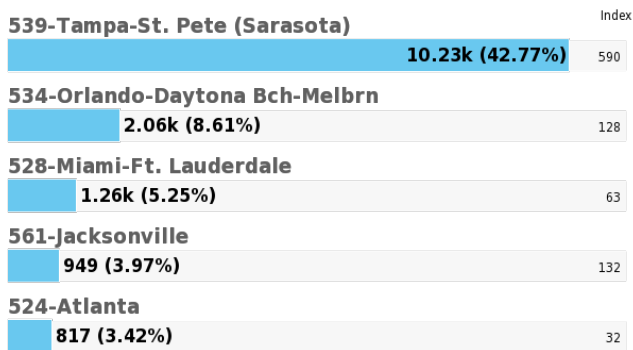 Index
539-Tampa-St. Pete (Sarasota)
10.23k (42.77%) 590
534-Orlando-Daytona Bch-Melbrn
2.06k (8.61%) 128
528-Miami-Ft. Lauderdale
1.26k (5.25%) 63
561-Jacksonville
949 (3.97%) 132
524-Atlanta
817 (3.42%) 32